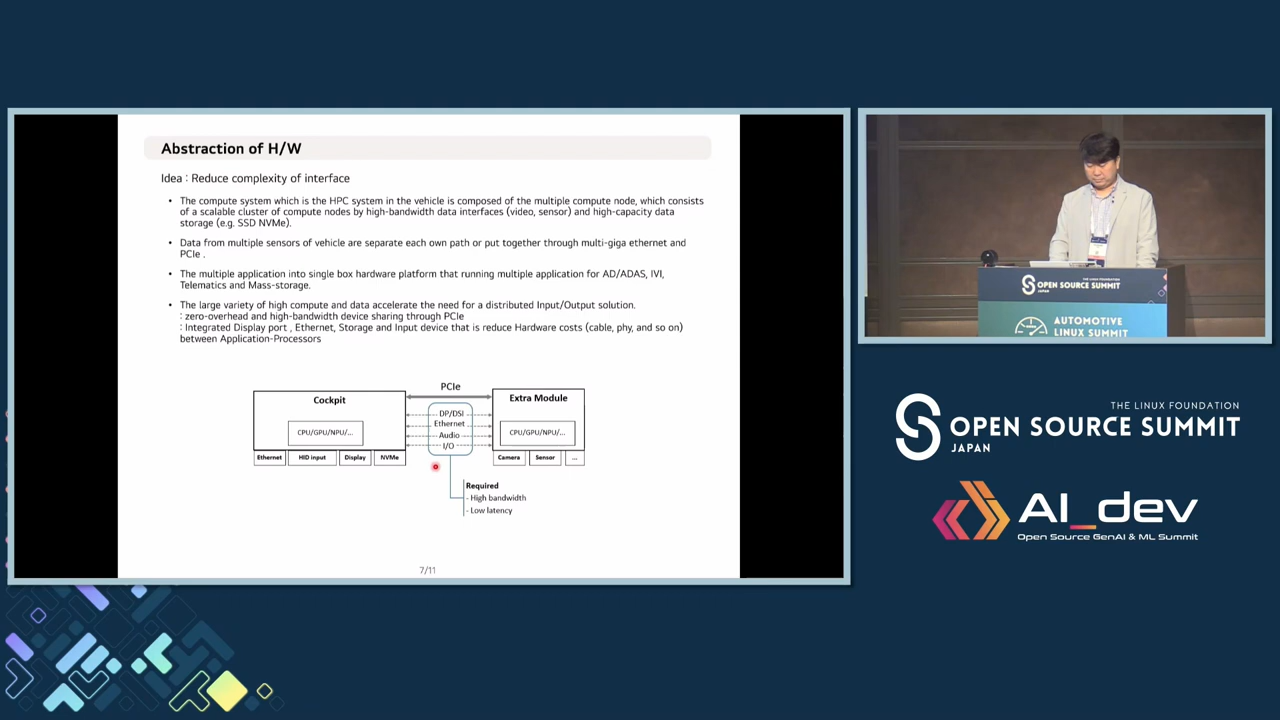 Abstraction of H/W
Idea : Reduce complexity of interface
• The compute system which is the HPC system in the vehicle is composed of the multiple compute node, which consists
of a scalable cluster of compute nodes by high-bandwidth data interfaces (video, sensor) and high-capacity data
storage (e.g. SSD NVMe).
• Data from multiple sensors of vehicle are separate each own path or put together through multi-giga ethernet and
PCIe .
• The multiple application into single box hardware platform that running multiple application for AD/ADAS, IVI,
Telematics and Mass-storage.
• The large variety of high compute and data accelerate the need for a distributed Input/Output solution.
: zero-overhead and high-bandwidth device sharing through PCIe
: Integrated Display port , Ethernet, Storage and Input device that is reduce Hardware costs (cable, phy, and so on)
between Application-Processors
PCIe
Cockpit
CPU/GPU/NPU/...
Ethernet
HID input
Display
NVMe
DP/DSI
Ethernet
Audio
I/O
Extra Module
CPU/GPU/NPU/...
Camera
Sensor
...
Required
- High bandwidth
- Low latency
7/11
THE LINUX FOUNDATION
OPEN SOURCE SUMMIT
JAPAN
AUTOMOTIVE
LINUX SUMMIT
THE LINUX FOUNDATION
OPEN SOURCE SUMMIT
JAPAN
AI_dev
Open Source GenAI & ML Summit